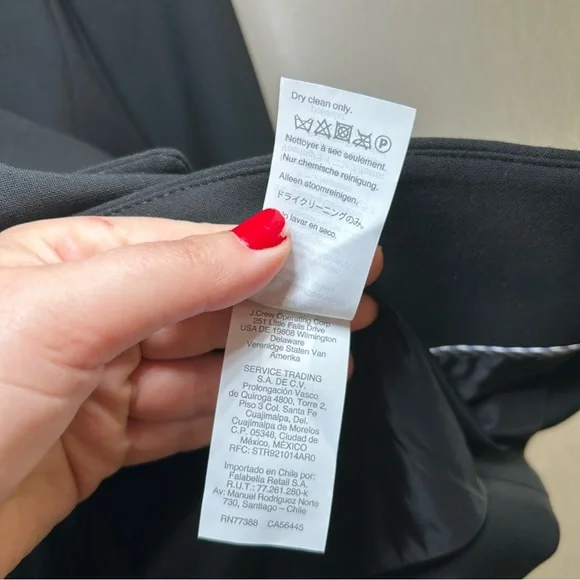 Dry clean only.
P
Nettoyer à sec seulement.
Nur chemische reinigung.
Alleen stoomreinigen.
ドライクリーニングのみ。
lo lavar en seco.
J.Crew Operating Corp.
251 Little Falls Drive
USA DE 19808 Wilmington
Delaware
Verenidge Staten Van
Amerika
SERVICE TRADING
S.A. DE C.V.
Prolongación Vasco
de Quiroga 4800, Torre 2,
Piso 3 Col. Santa Fe
Cuajimalpa, Del.
Cuajimalpa de Morelos
C.P. 05348, Ciudad de
México, MÉXICO
RFC: STR921014AR0
Importado en Chile por:
Falabella Retail S.A.
R.U.T.: 77.261.280-k
Av: Manuel Rodríguez Norte
730, Santiago – Chile
RN77388 CA56445